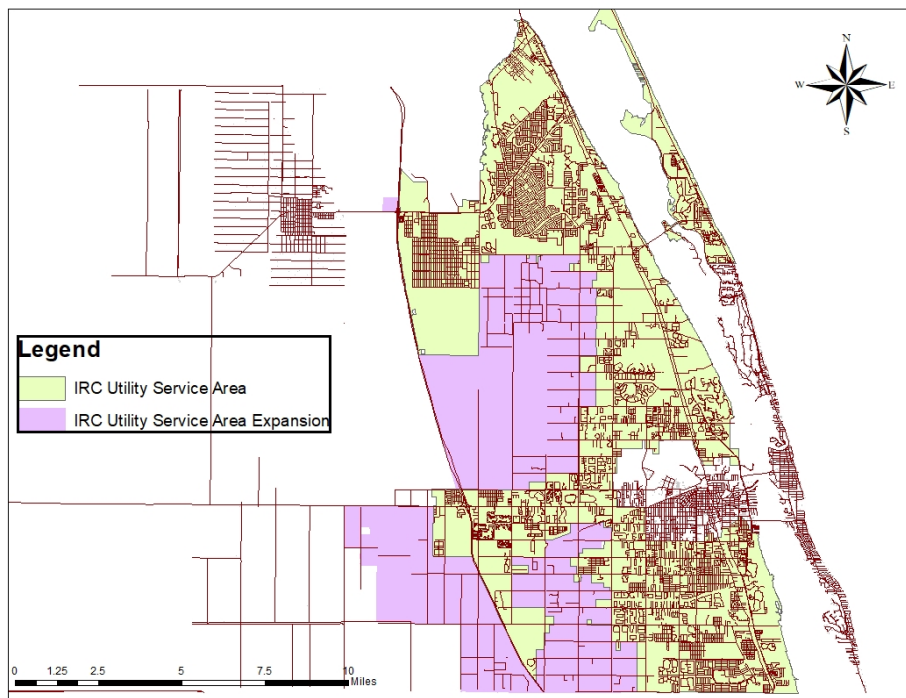 N
W E
S
Legend
IRC Utility Service Area
IRC Utility Service Area Expansion
0 1.25 2.5 5 7.5 10
Miles